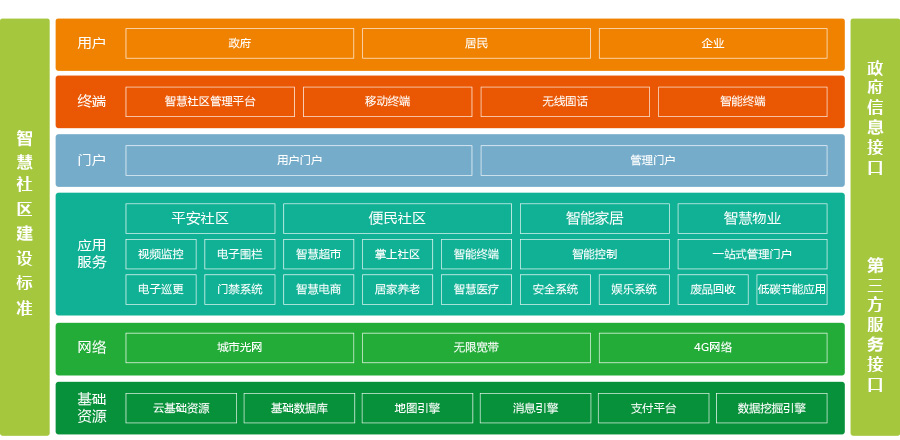 智慧社区建设标准
用户
政府
居民
企业
终端
智慧社区管理平台
移动终端
无线固话
智能终端
门户
用户门户
管理门户
应用
服务
平安社区
便民社区
智能家居
智慧物业
视频监控
电子围栏
智慧超市
掌上社区
智能终端
智能控制
一站式管理门户
电子巡更
门禁系统
智慧电商
居家养老
智慧医疗
安全系统
娱乐系统
废品回收
低碳节能应用
网络
城市光网
无限宽带
4G网络
基础
资源
云基础资源
基础数据库
地图引擎
消息引擎
支付平台
数据挖掘引擎
政府信息接口
第三方服务接口